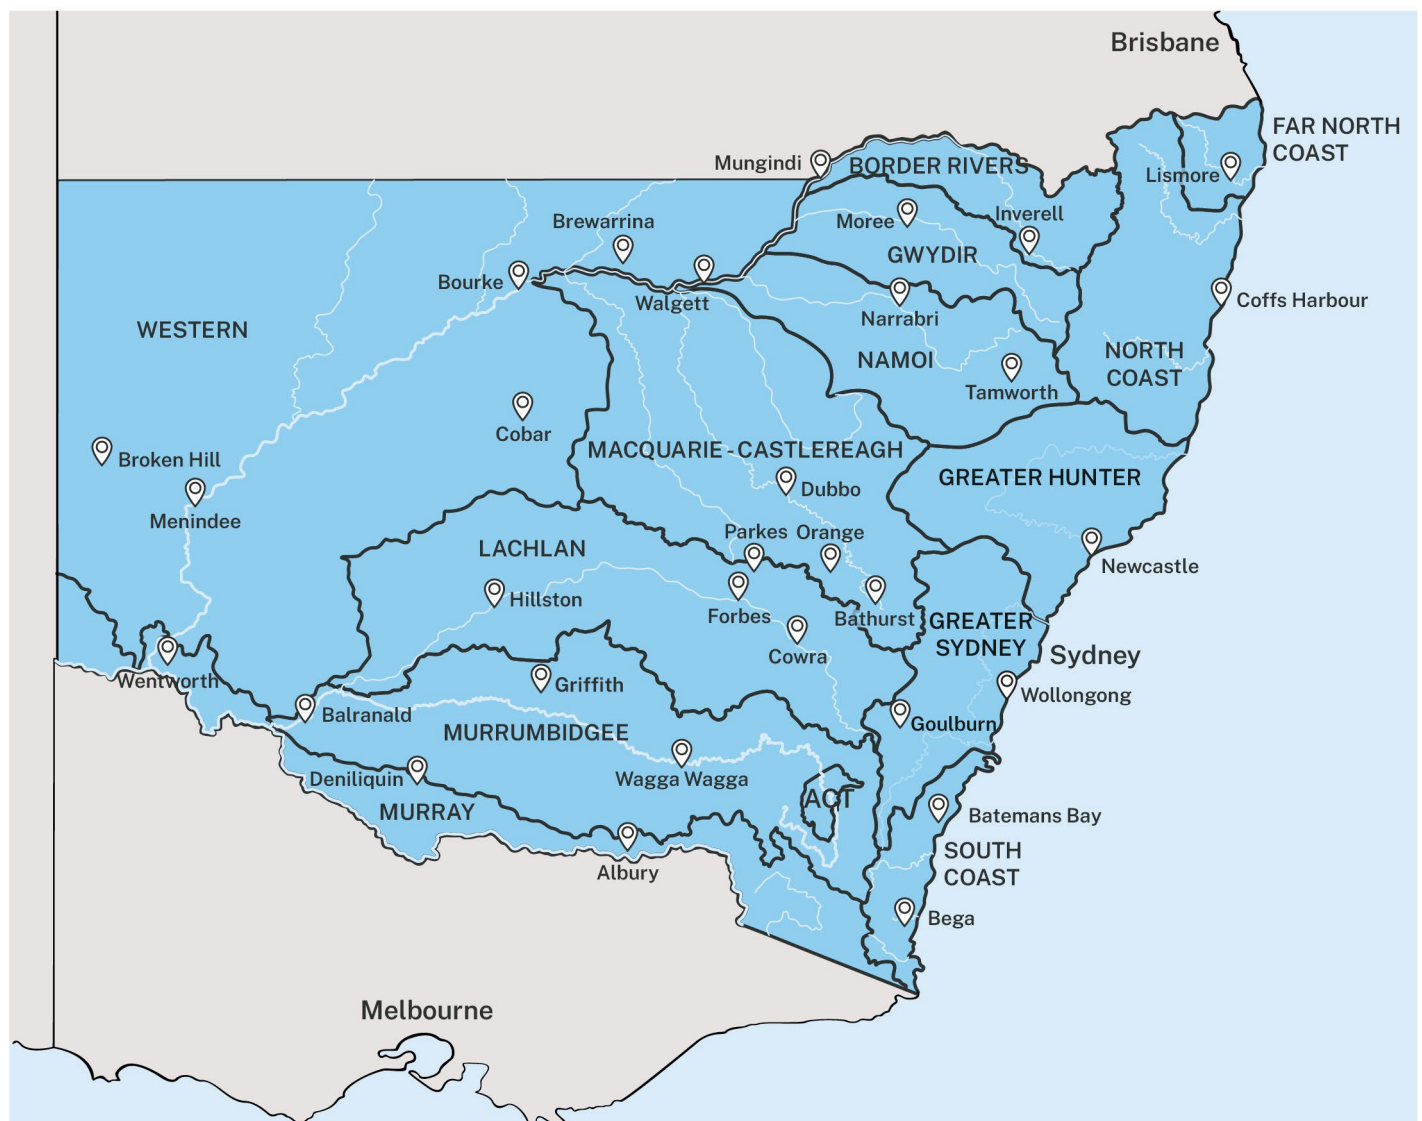 Brisbane
FAR NORTH
COAST
Mungindi
BORDER RIVERS
Lismore
Brewarrina
Moree
Inverell
GWYDIR
Bourke
Walgett
Coffs Harbour
WESTERN
Narrabri
NAMOI
NORTH
COAST
Tamworth
Cobar
Broken Hill
MACQUARIE - CASTLEREAGH
GREATER HUNTER
Dubbo
Menindee
Parkes
Orange
LACHLAN
Newcastle
Hillston
Forbes
Bathurst
GREATER
SYDNEY
Cowra
Sydney
Wentworth
Griffith
Wollongong
Balranald
Goulburn
MURRUMBIDGEE
Deniliquin
Wagga Wagga
ACT
MURRAY
Batemans Bay
SOUTH
COAST
Albury
Bega
Melbourne